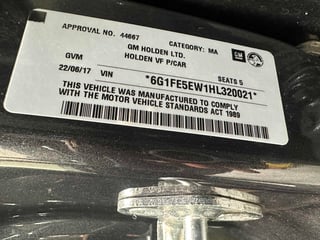 APPROVAL NO. 44667 CATEGORY: MA
GM HOLDEN LTD.
GVM HOLDEN VF P/CAR
22/06/17 VIN SEATS 5
*6G1FE5EW1HL320021*
THIS VEHICLE WAS MANUFACTURED TO COMPLY
WITH THE MOTOR VEHICLE STANDARDS ACT 1989